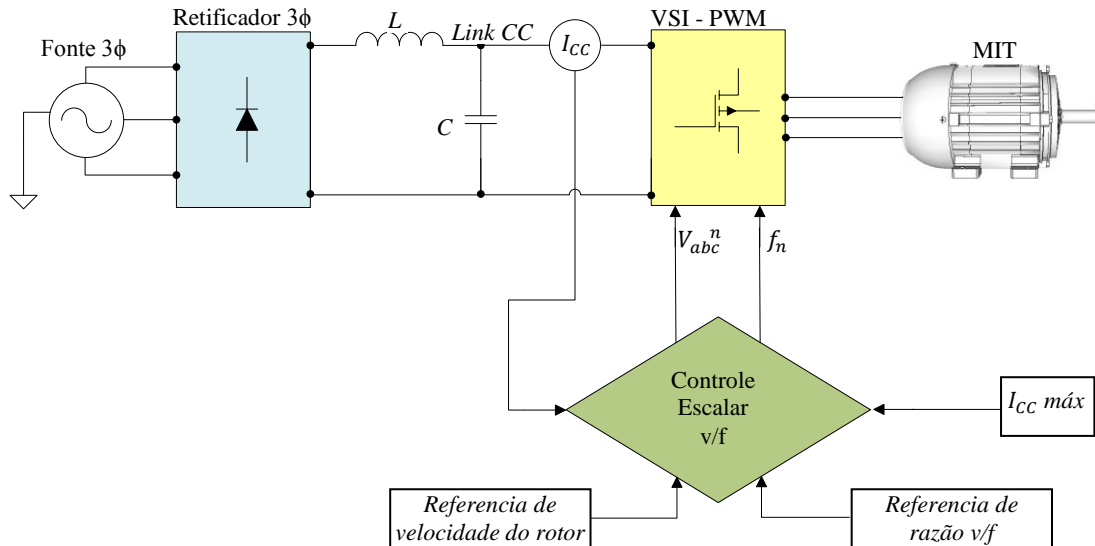 Retificador 3ϕ
VSI - PWM
Fonte 3ϕ
L
Link CC
I_CC
MIT
C
V_abc^n
f_n
Controle
Escalar
v/f
I_CC máx
Referencia de
velocidade do rotor
Referencia de
razão v/f